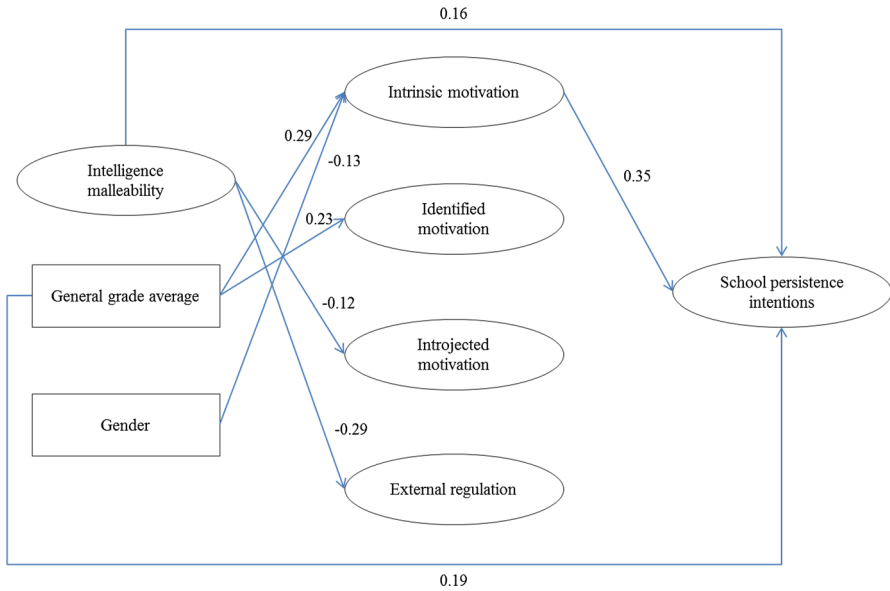 0.16
Intrinsic motivation
0.29
-0.13
0.35
Intelligence
malleability
Identified
motivation
0.23
School persistence
intentions
General grade average
-0.12
Introjected
motivation
Gender
-0.29
External regulation
0.19